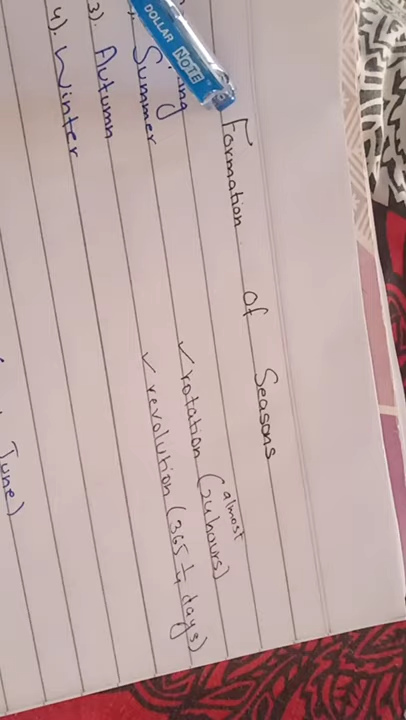 DOLLAR NOTE
Formation Of Seasons
Summer
3). Autumn
4). Winter
✓ rotation (24 hours)
almost
✓ revolution (365 1/4 days)
June)